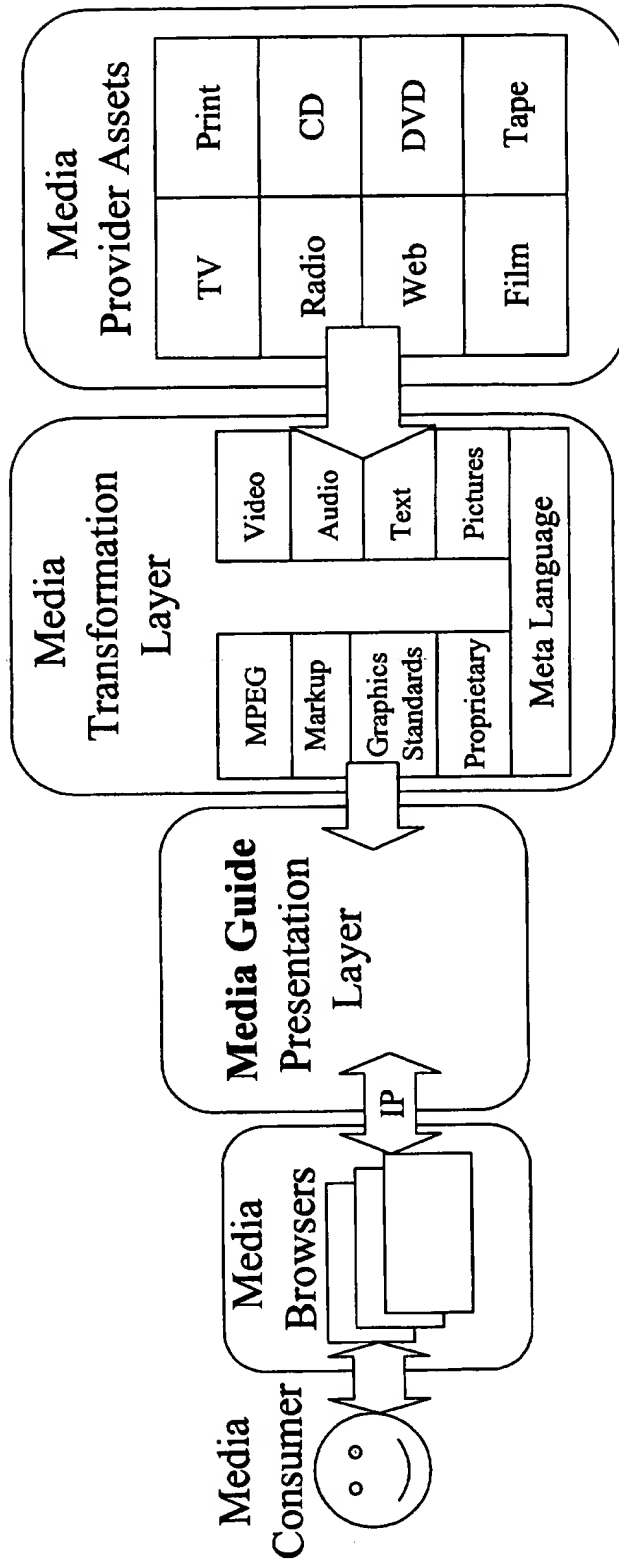 Media
Consumer
Media
Browsers
IP
Media Guide
Presentation
Layer
Media
Transformation
Layer
MPEG
Markup
Graphics
Standards
Proprietary
Video
Audio
Text
Pictures
Meta Language
Media
Provider Assets
TV
Print
Radio
CD
Web
DVD
Film
Tape